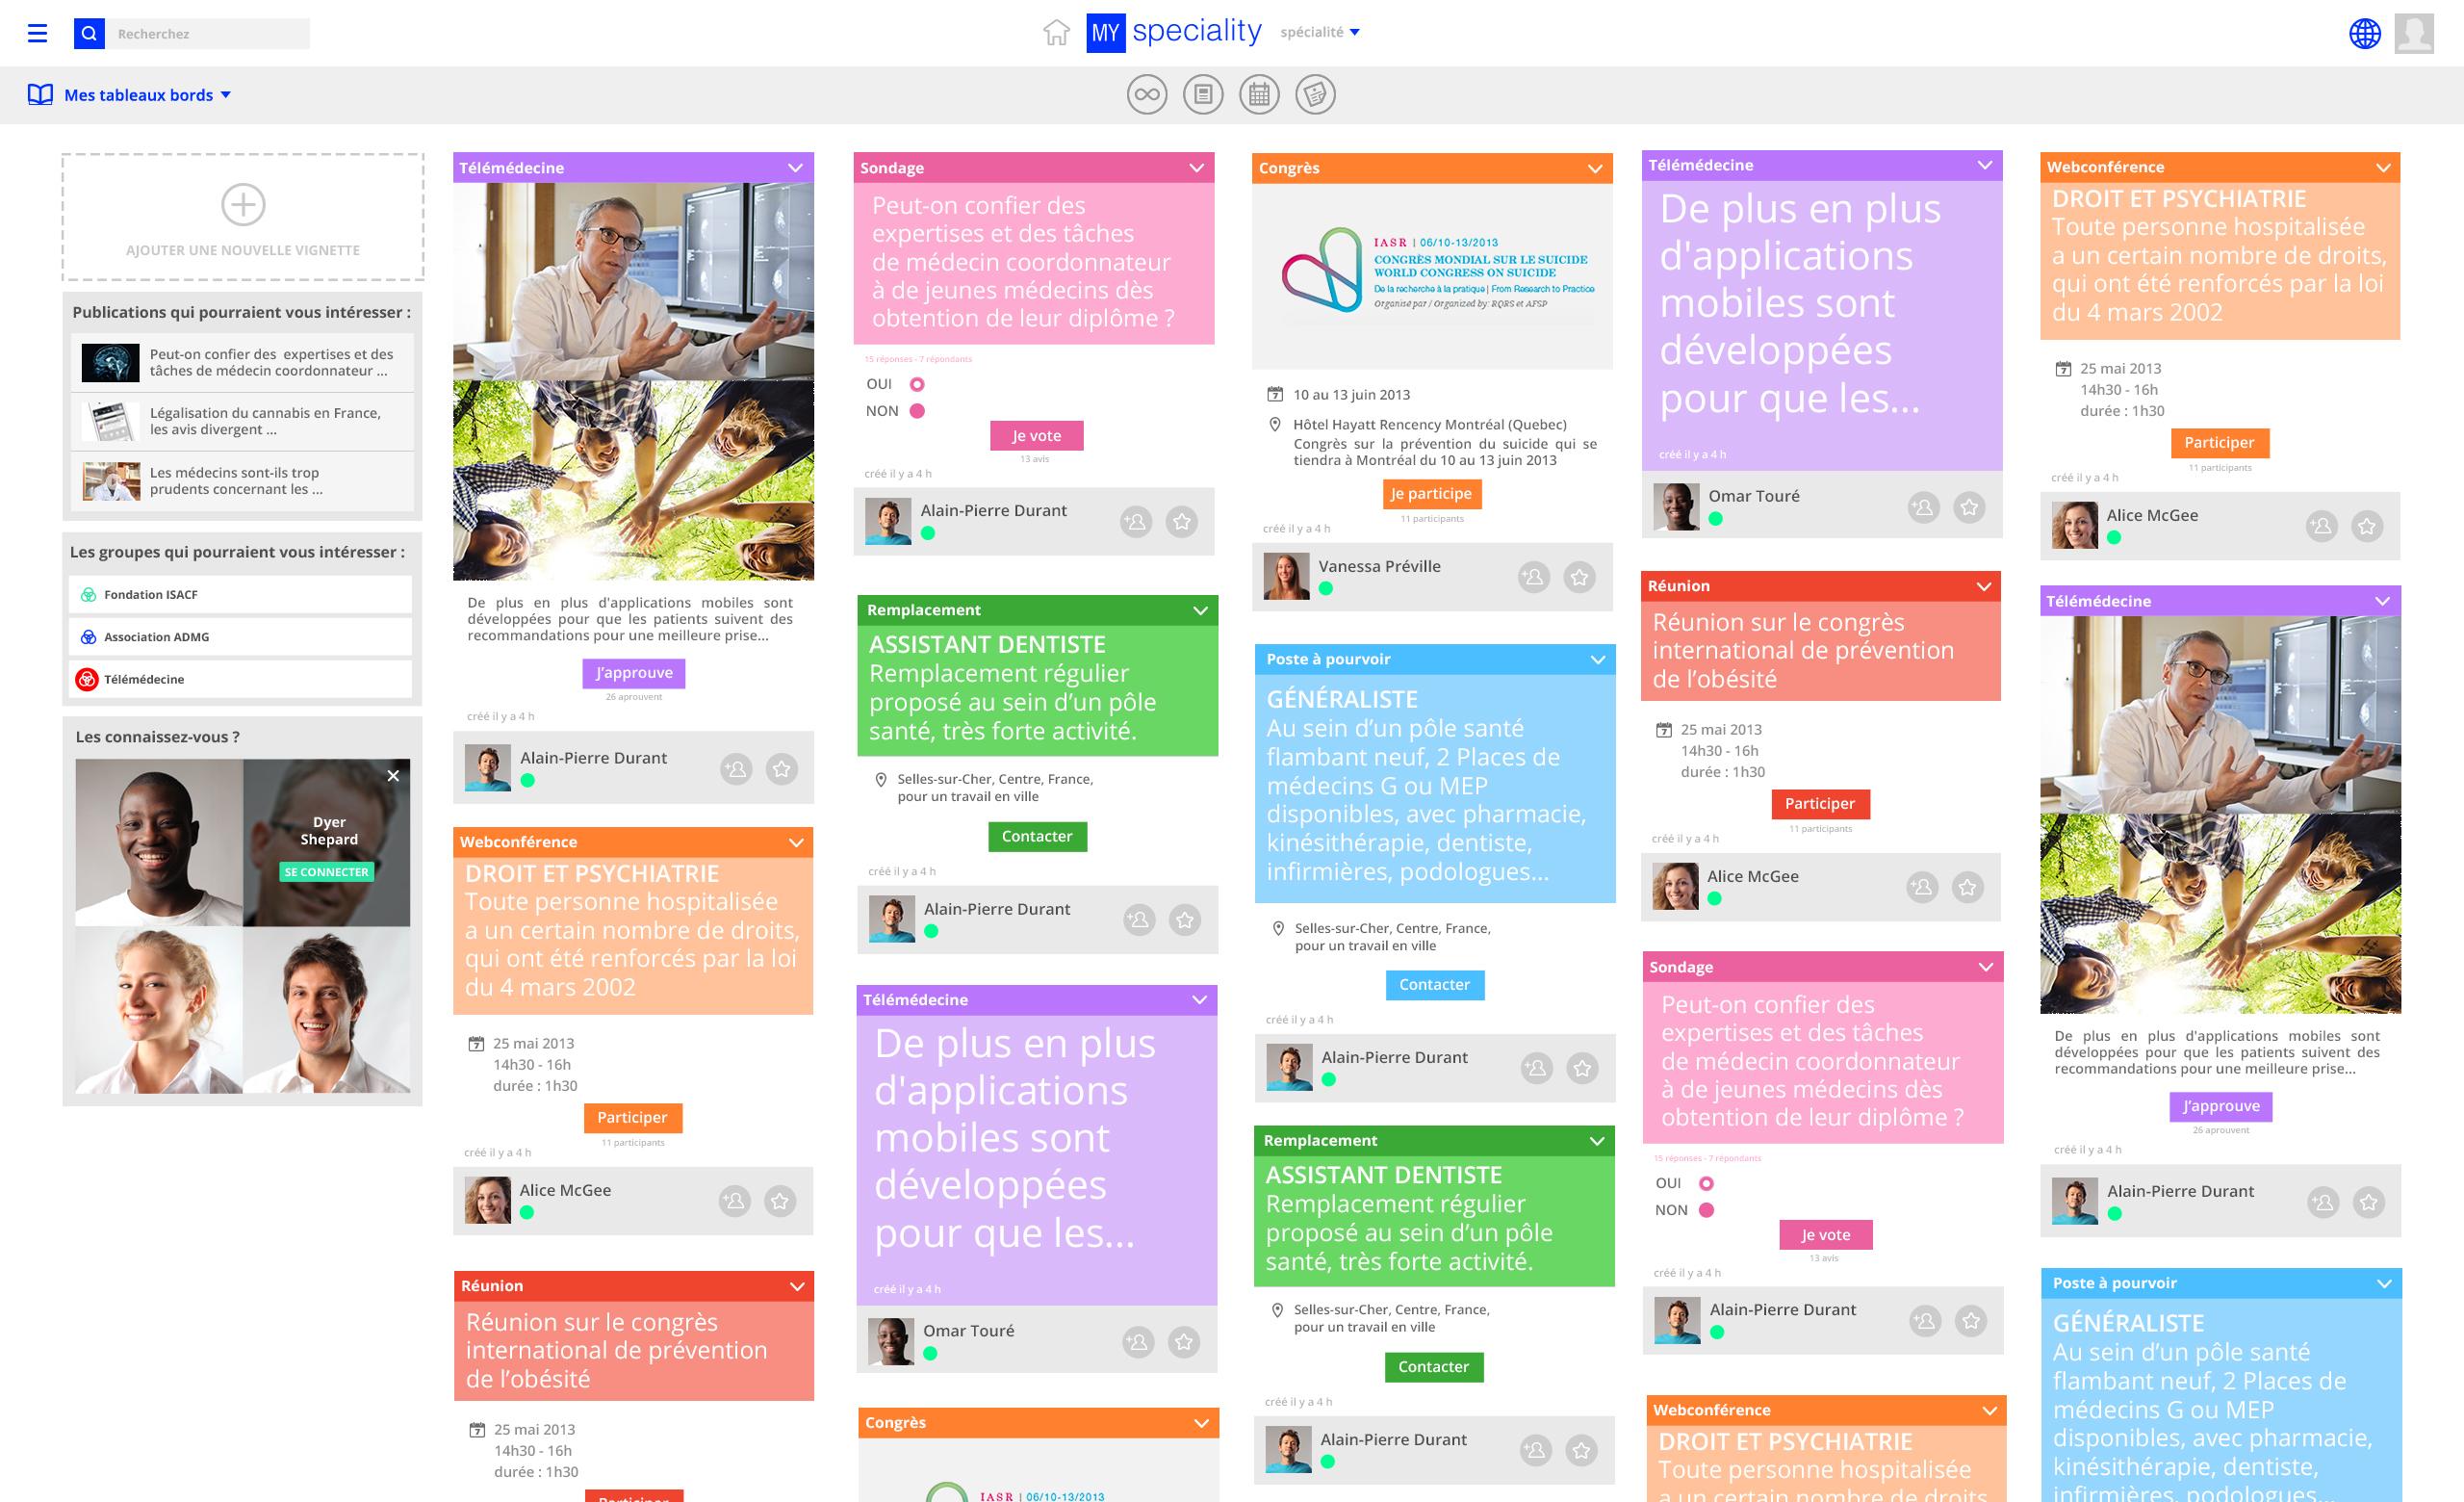 Recherchez
MY speciality
spécialité
Mes tableaux bords
AJOUTER UNE NOUVELLE VIGNETTE
Publications qui pourraient vous intéresser :
Peut-on confier des expertises et des
tâches de médecin coordonnateur ...
Légalisation du cannabis en France,
les avis divergent ...
Les médecins sont-ils trop
prudents concernant les ...
Les groupes qui pourraient vous intéresser :
Fondation ISACF
Association ADMG
Télémédecine
Les connaissez-vous ?
Dyer
Shepard
SE CONNECTER
Télémédecine
De plus en plus d'applications mobiles sont
développées pour que les patients suivent des
recommandations pour une meilleure prise...
J'approuve
26 aprouvent
créé il y a 4 h
Alain-Pierre Durant
Webconférence
DROIT ET PSYCHIATRIE
Toute personne hospitalisée
a un certain nombre de droits,
qui ont été renforcés par la loi
du 4 mars 2002
7
25 mai 2013
14h30 - 16h
durée : 1h30
Participer
11 participants
créé il y a 4 h
Alice McGee
Réunion
Réunion sur le congrès
international de prévention
de l'obésité
7
25 mai 2013
14h30 - 16h
durée : 1h30
Participer
Sondage
Peut-on confier des
expertises et des tâches
de médecin coordonnateur
à de jeunes médecins dès
obtention de leur diplôme ?
15 réponses - 7 répondants
OUI
NON
Je vote
13 avis
créé il y a 4 h
Alain-Pierre Durant
Remplacement
ASSISTANT DENTISTE
Remplacement régulier
proposé au sein d'un pôle
santé, très forte activité.
Selles-sur-Cher, Centre, France,
pour un travail en ville
Contacter
créé il y a 4 h
Alain-Pierre Durant
Télémédecine
De plus en plus
d'applications
mobiles sont
développées
pour que les...
créé il y a 4 h
Omar Touré
Congrès
IASR | 06/10-13/2013
Congrès
IASR | 06/10-13/2013
CONGRÈS MONDIAL SUR LE SUICIDE
WORLD CONGRESS ON SUICIDE
De la recherche à la pratique | From Research to Practice
Organisé par / Organized by: RQRS et AFSP
7
10 au 13 juin 2013
Hôtel Hayatt Rencency Montréal (Quebec)
Congrès sur la prévention du suicide qui se
tiendra à Montréal du 10 au 13 juin 2013
Je participe
11 participants
créé il y a 4 h
Vanessa Préville
Poste à pourvoir
GÉNÉRALISTE
Au sein d'un pôle santé
flambant neuf, 2 Places de
médecins G ou MEP
disponibles, avec pharmacie,
kinésithérapie, dentiste,
infirmières, podologues...
Selles-sur-Cher, Centre, France,
pour un travail en ville
Contacter
créé il y a 4 h
Alain-Pierre Durant
Remplacement
ASSISTANT DENTISTE
Remplacement régulier
proposé au sein d'un pôle
santé, très forte activité.
Selles-sur-Cher, Centre, France,
pour un travail en ville
Contacter
créé il y a 4 h
Alain-Pierre Durant
Télémédecine
De plus en plus
d'applications
mobiles sont
développées
pour que les...
créé il y a 4 h
Omar Touré
Réunion
Réunion sur le congrès
international de prévention
de l'obésité
7
25 mai 2013
14h30 - 16h
durée : 1h30
Participer
11 participants
créé il y a 4 h
Alice McGee
Sondage
Peut-on confier des
expertises et des tâches
de médecin coordonnateur
à de jeunes médecins dès
obtention de leur diplôme ?
15 réponses - 7 répondants
OUI
NON
Je vote
13 avis
créé il y a 4 h
Alain-Pierre Durant
Webconférence
DROIT ET PSYCHIATRIE
Toute personne hospitalisée
a un certain nombre de droits,
Webconférence
DROIT ET PSYCHIATRIE
Toute personne hospitalisée
a un certain nombre de droits,
qui ont été renforcés par la loi
du 4 mars 2002
7
25 mai 2013
14h30 - 16h
durée : 1h30
Participer
11 participants
créé il y a 4 h
Alice McGee
Télémédecine
De plus en plus d'applications mobiles sont
développées pour que les patients suivent des
recommandations pour une meilleure prise...
J'approuve
26 aprouvent
créé il y a 4 h
Alain-Pierre Durant
Poste à pourvoir
GÉNÉRALISTE
Au sein d'un pôle santé
flambant neuf, 2 Places de
médecins G ou MEP
disponibles, avec pharmacie,
kinésithérapie, dentiste,
infirmières, podologues...